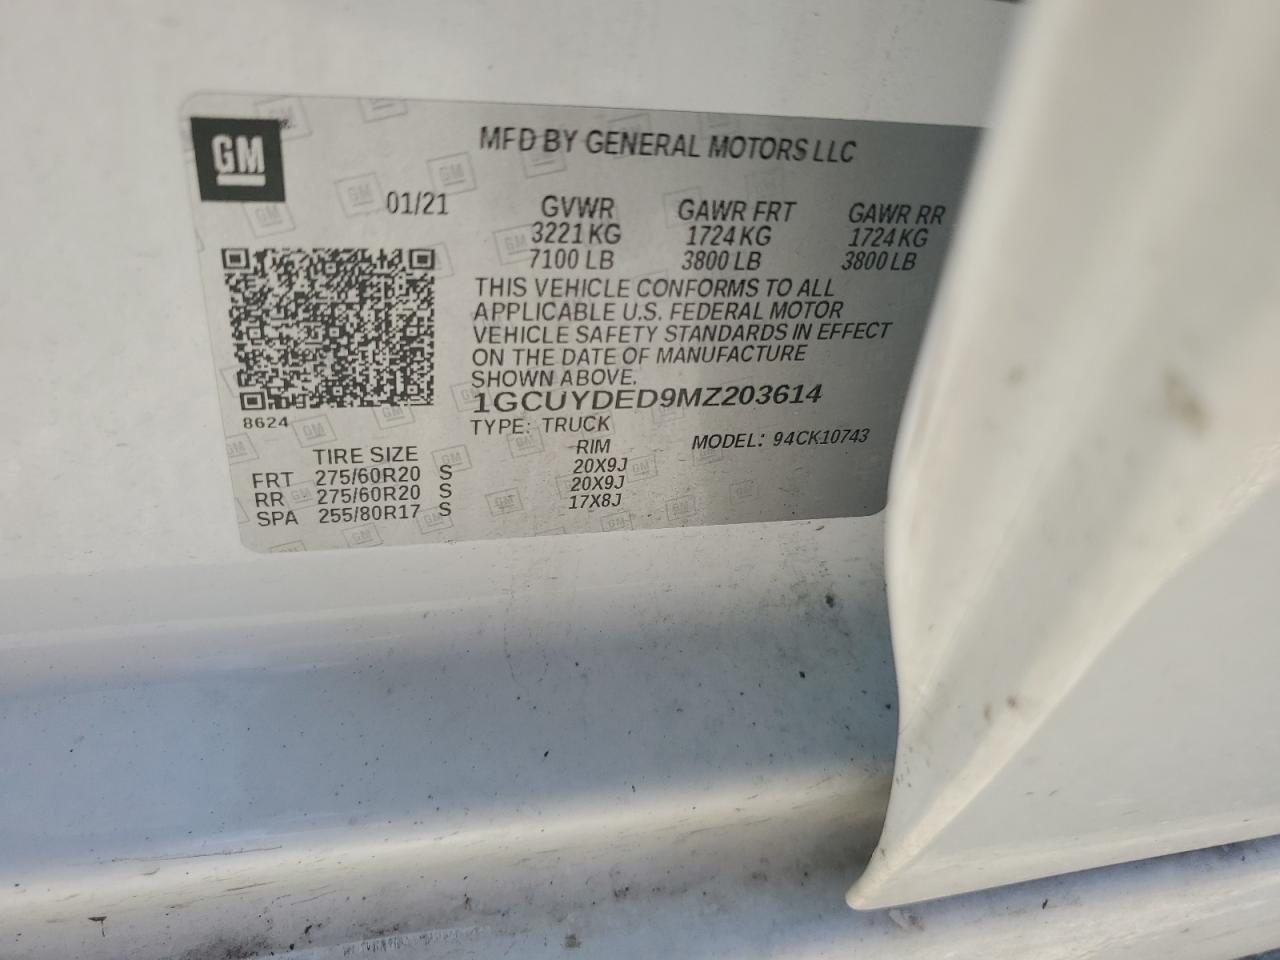 GM
MFD BY GENERAL MOTORS LLC
01/21
GVWR GAWR FRT GAWR RR
3221 KG 1724 KG 1724 KG
7100 LB 3800 LB 3800 LB
THIS VEHICLE CONFORMS TO ALL
APPLICABLE U.S. FEDERAL MOTOR
VEHICLE SAFETY STANDARDS IN EFFECT
ON THE DATE OF MANUFACTURE
SHOWN ABOVE.
1GCUYDED9MZ203614
8624
TYPE: TRUCK MODEL: 94CK10743
TIRE SIZE RIM
FRT 275/60R20 S 20X9J
RR 275/60R20 S 20X9J
SPA 255/80R17 S 17X8J